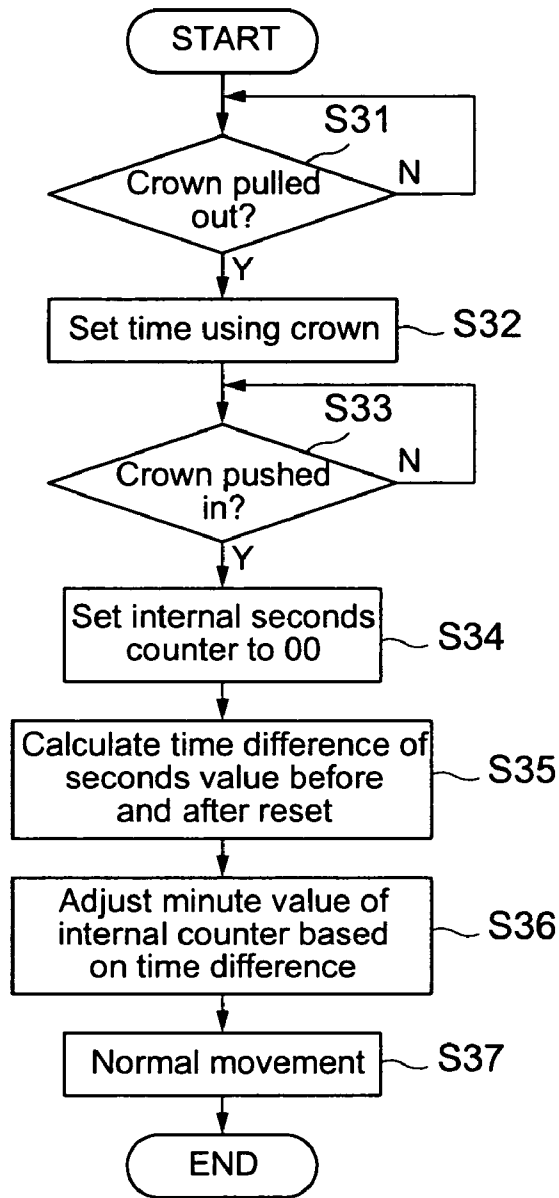 START
S31
Crown pulled
out?
N
Y
Set time using crown
S32
S33
Crown pushed
in?
N
Y
Set internal seconds
counter to 00
S34
Calculate time difference of
seconds value before
and after reset
S35
Adjust minute value of
internal counter based
on time difference
S36
Normal movement
S37
END